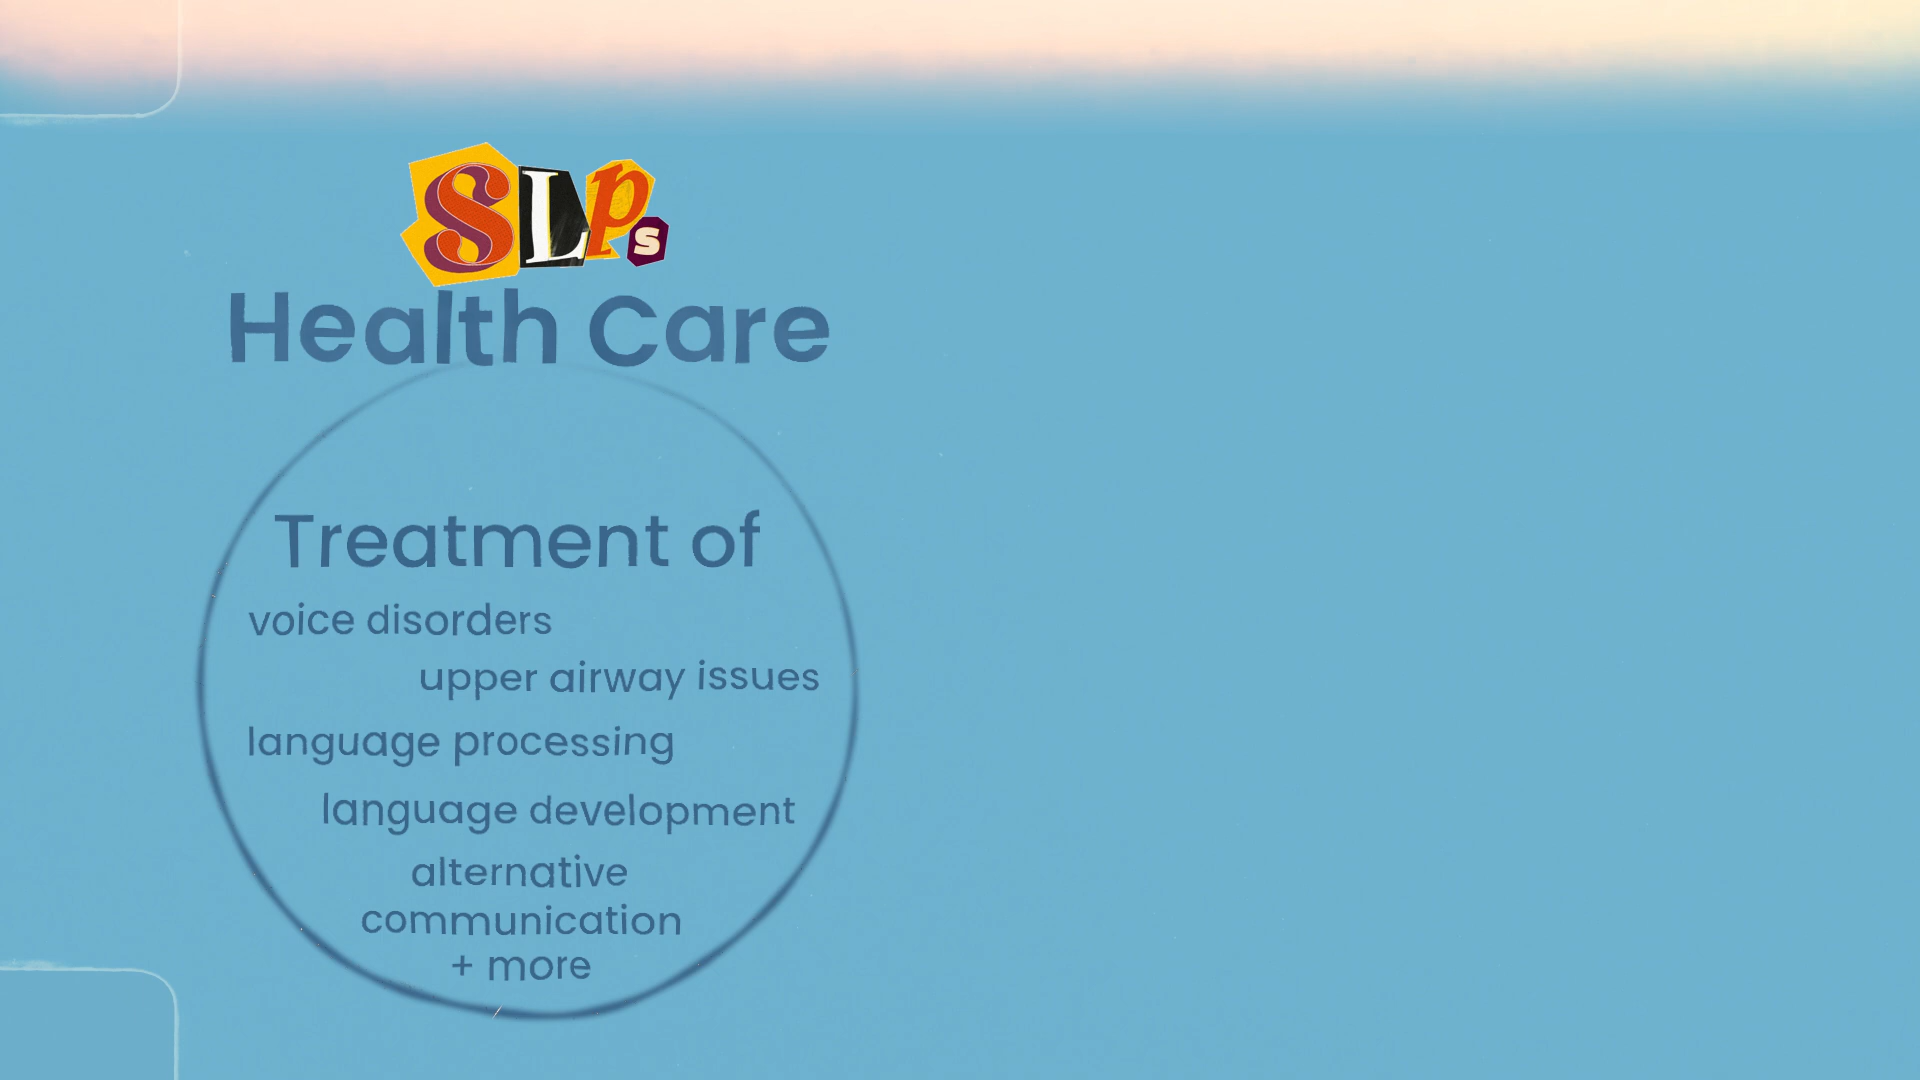 SLPs
Health Care
Treatment of
voice disorders
upper airway issues
language processing
language development
alternative
communication
+ more